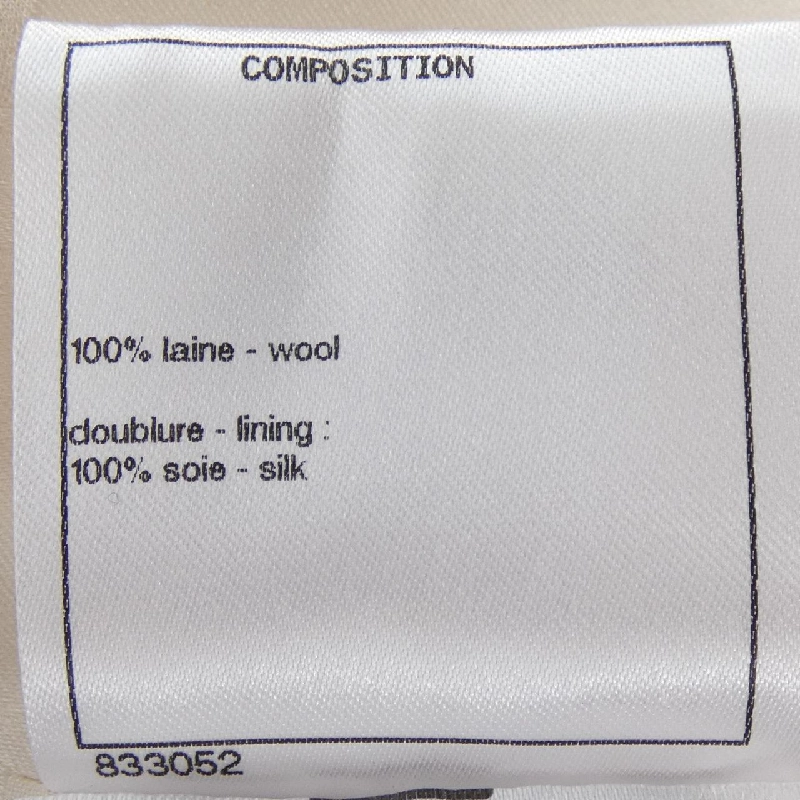 COMPOSITION
100% laine - wool
doublure - lining :
100% soie - silk
833052